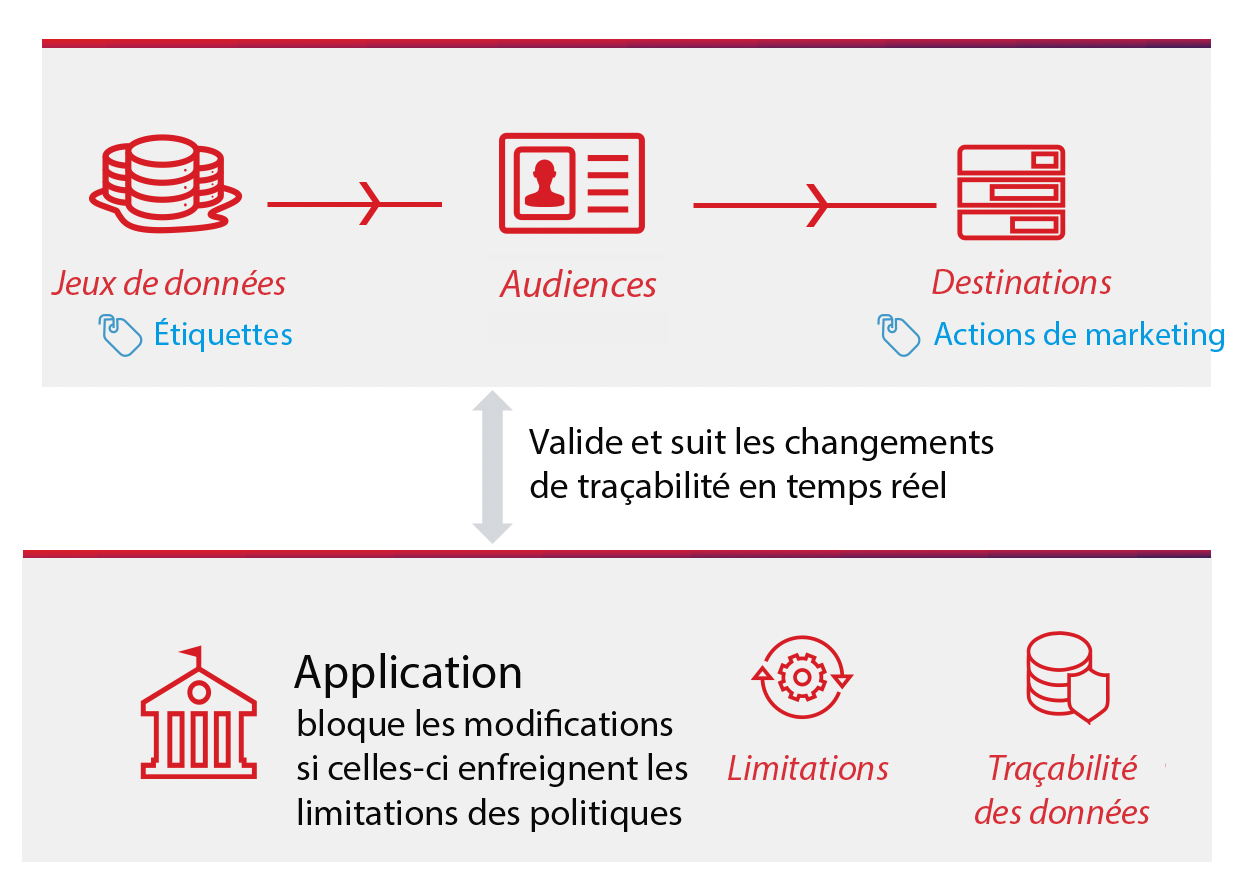 Jeux de données
Audiences
Destinations
Étiquettes
Actions de marketing
Valide et suit les changements
de traçabilité en temps réel
Application
bloque les modifications
si celles-ci enfreignent les
limitations des politiques
Limitations
Traçabilité
des données